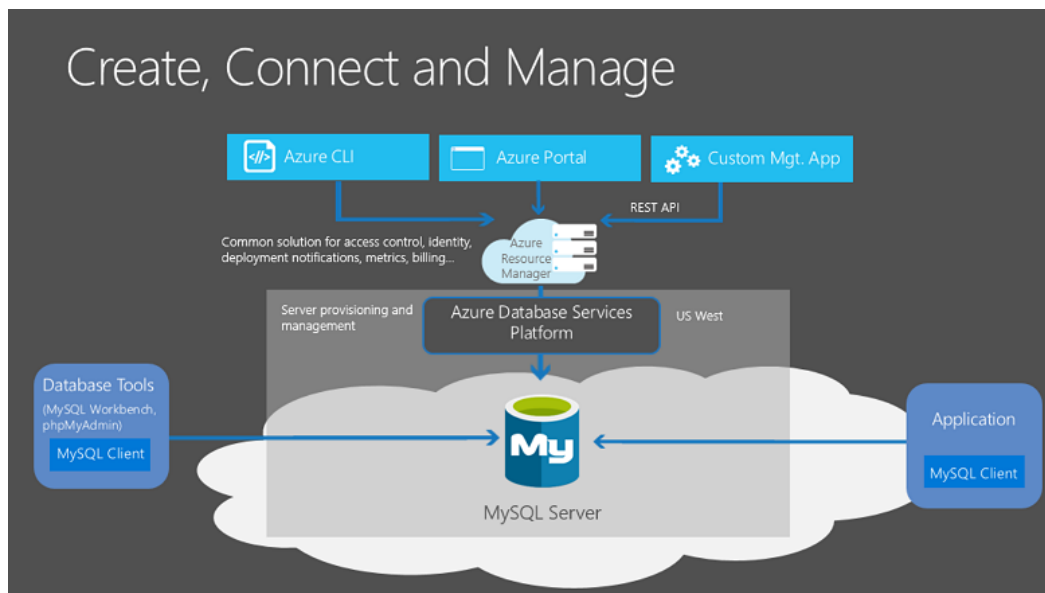 Create, Connect and Manage
Azure CLI
Azure Portal
Custom Mgt. App
REST API
Common solution for access control, identity,
deployment notifications, metrics, billing...
Azure
Resource
Manager
Server provisioning and
management
Azure Database Services
Platform
US West
Database Tools
(MySQL Workbench,
phpMyAdmin)
MySQL Client
My
MySQL Server
Application
MySQL Client